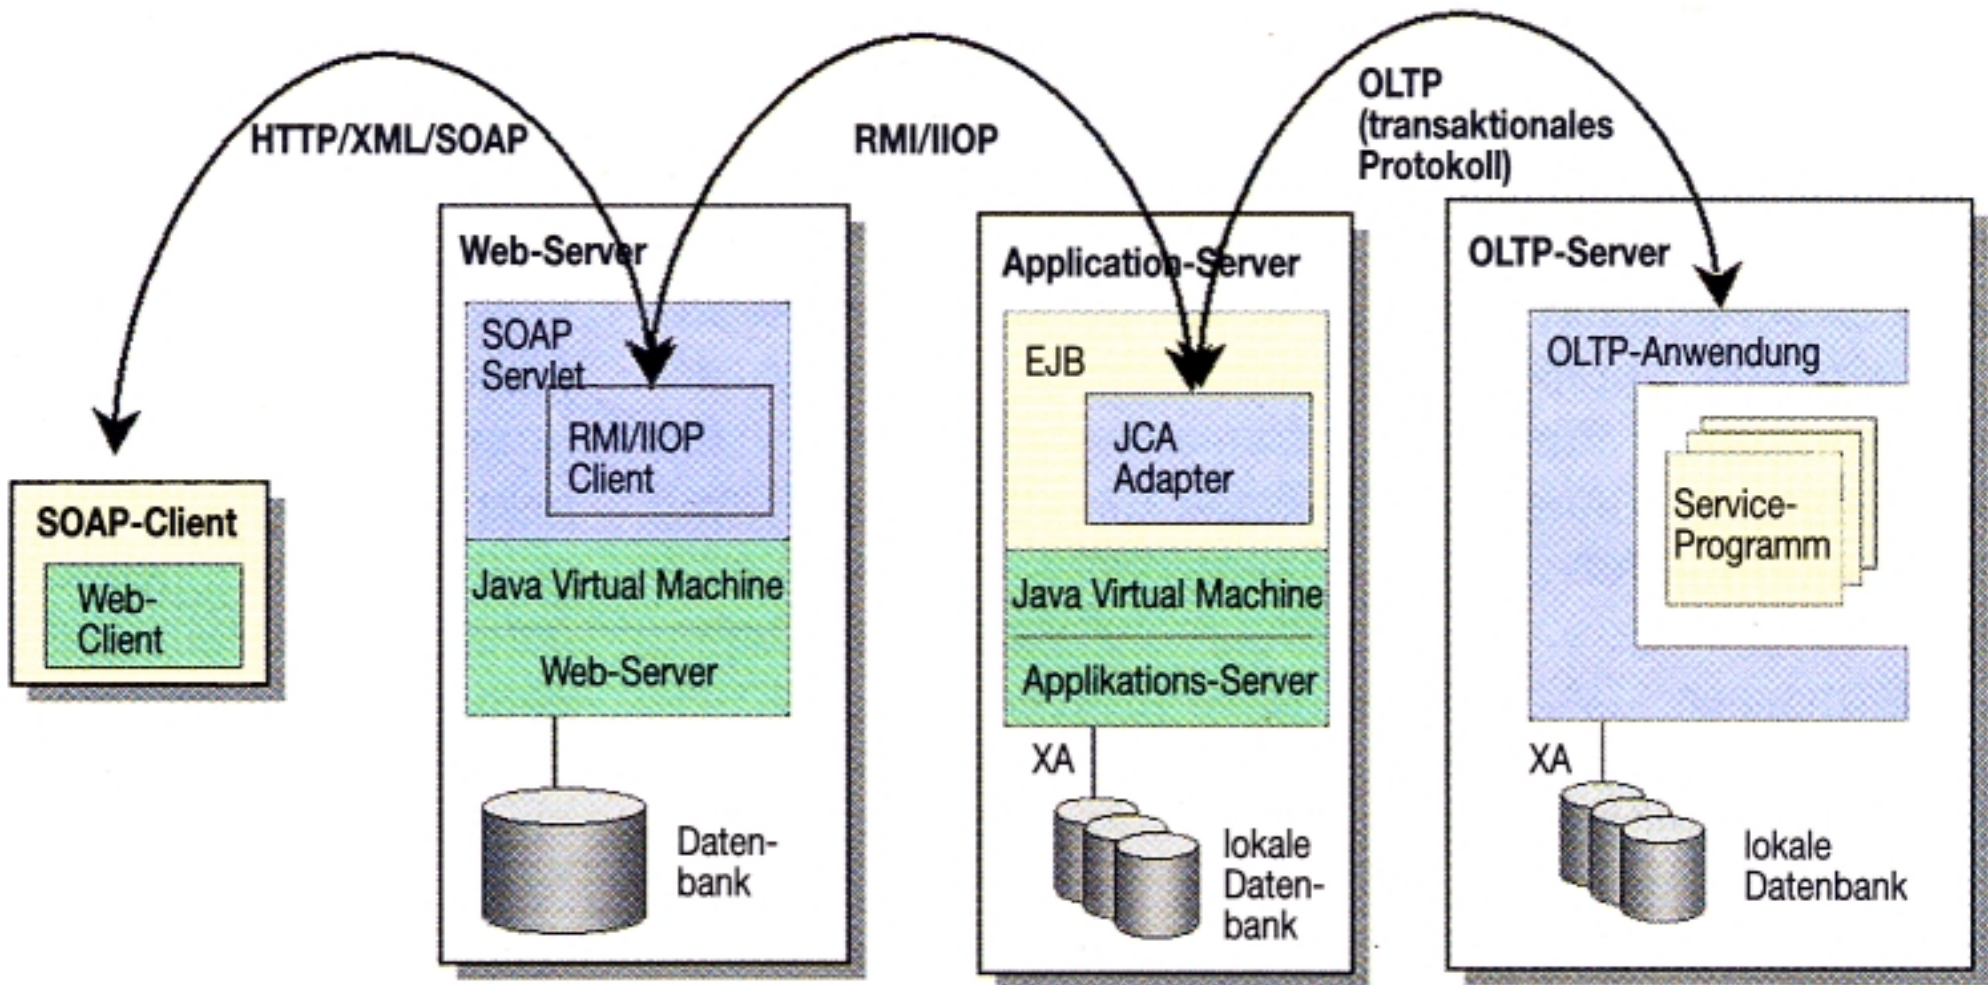 HTTP/XML/SOAP
RMI/IIOP
OLTP
(transaktionales
Protokoll)
SOAP-Client
Web-
Client
Web-Server
SOAP
Servlet
RMI/IIOP
Client
Java Virtual Machine
Web-Server
Daten-
bank
Application-Server
EJB
JCA
Adapter
Java Virtual Machine
Applikations-Server
XA
lokale
Daten-
bank
OLTP-Server
OLTP-Anwendung
Service-
Programm
XA
lokale
Datenbank